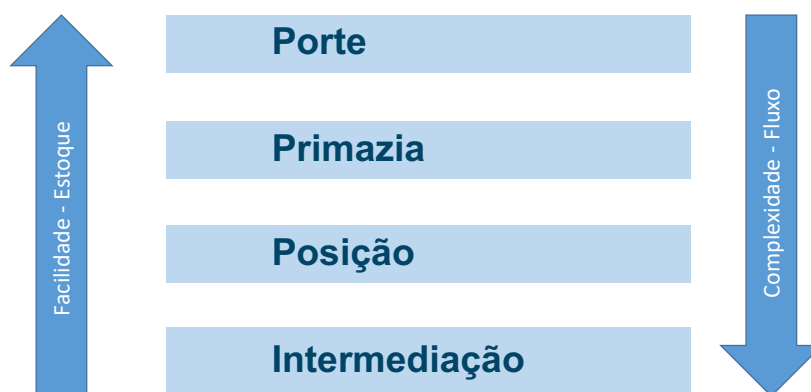 Facilidade - Estoque
Porte
Primazia
Posição
Intermediação
Complexidade - Fluxo